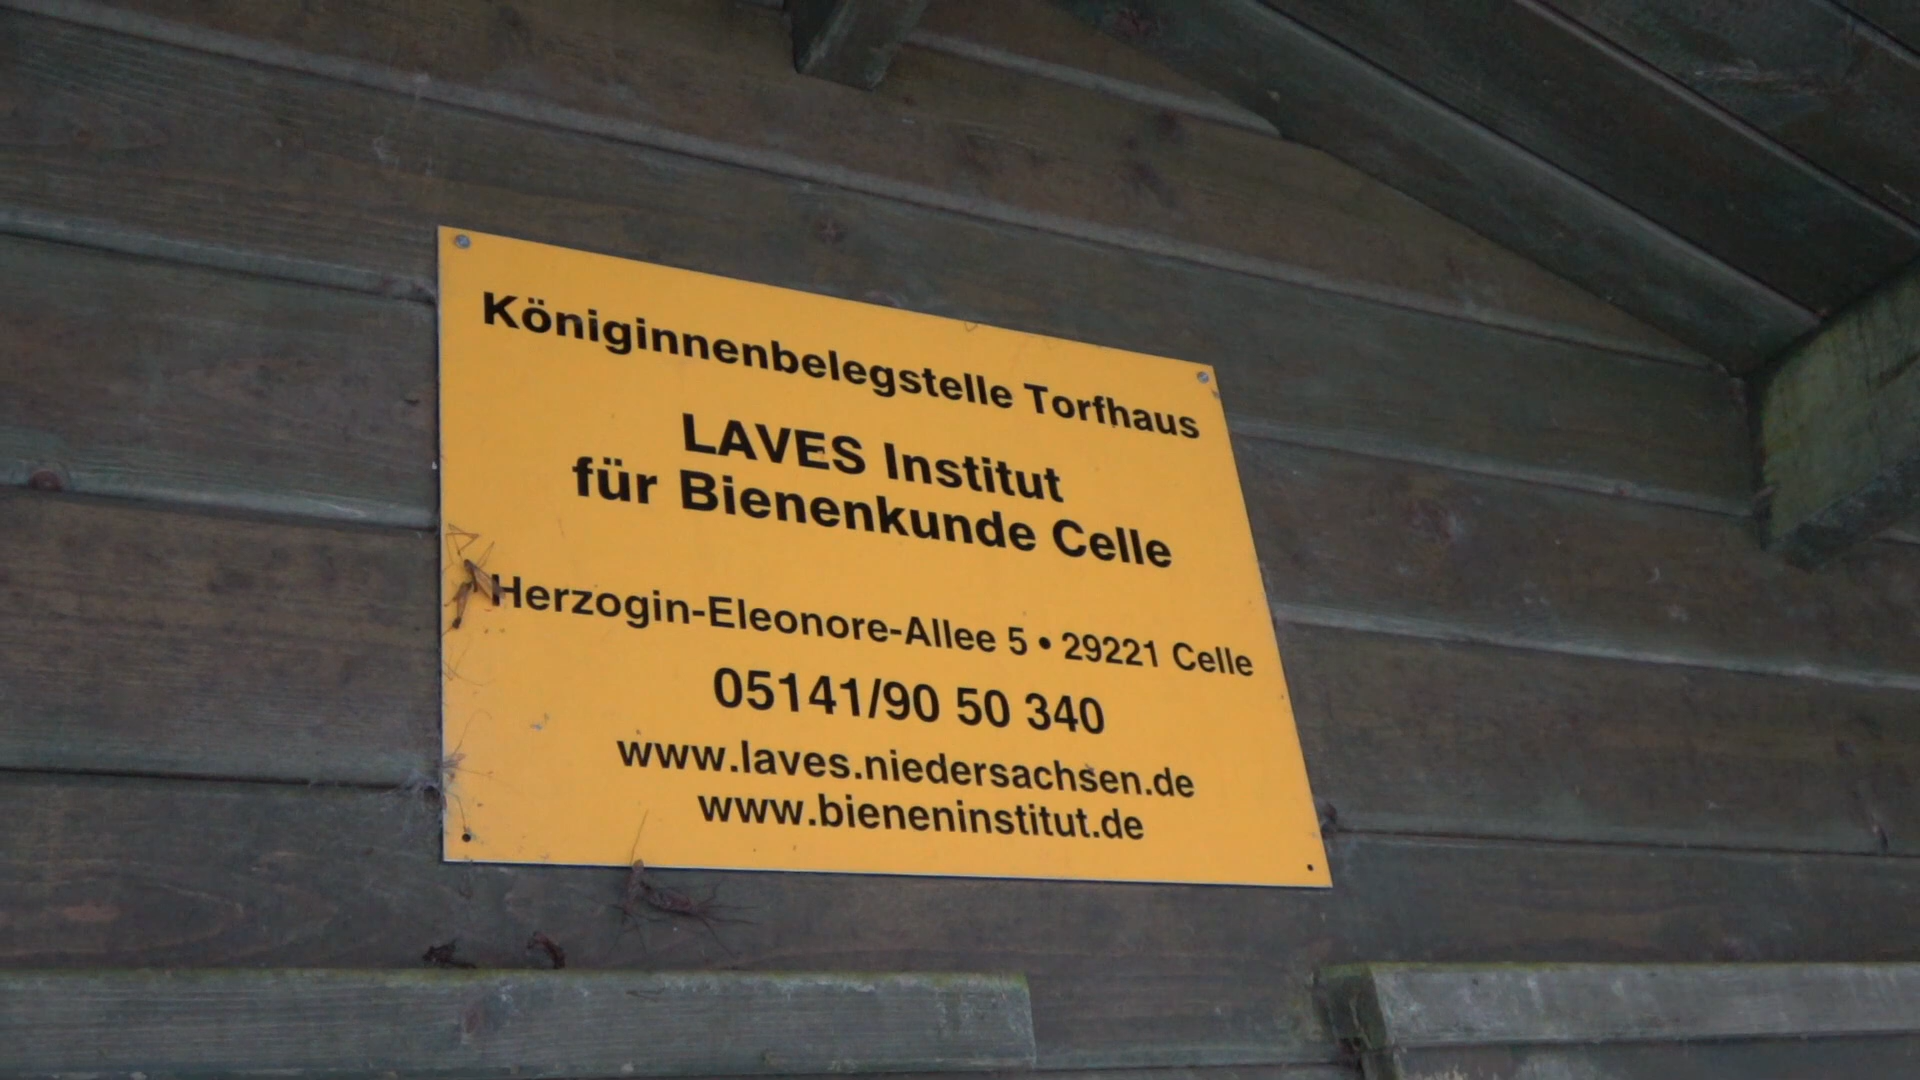 Königinnenbelegstelle Torfhaus
LAVES Institut
für Bienenkunde Celle
Herzogin-Eleonore-Allee 5 • 29221 Celle
05141/90 50 340
www.laves.niedersachsen.de
www.bieneninstitut.de